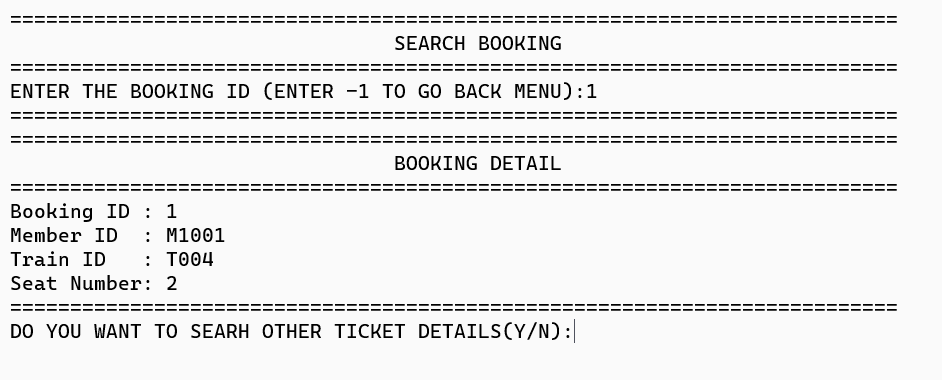 ==========================================================================
SEARCH BOOKING
==========================================================================
ENTER THE BOOKING ID (ENTER -1 TO GO BACK MENU):1
==========================================================================
==========================================================================
BOOKING DETAIL
==========================================================================
Booking ID : 1
Member ID  : M1001
Train ID   : T004
Seat Number: 2
==========================================================================
DO YOU WANT TO SEARH OTHER TICKET DETAILS(Y/N):